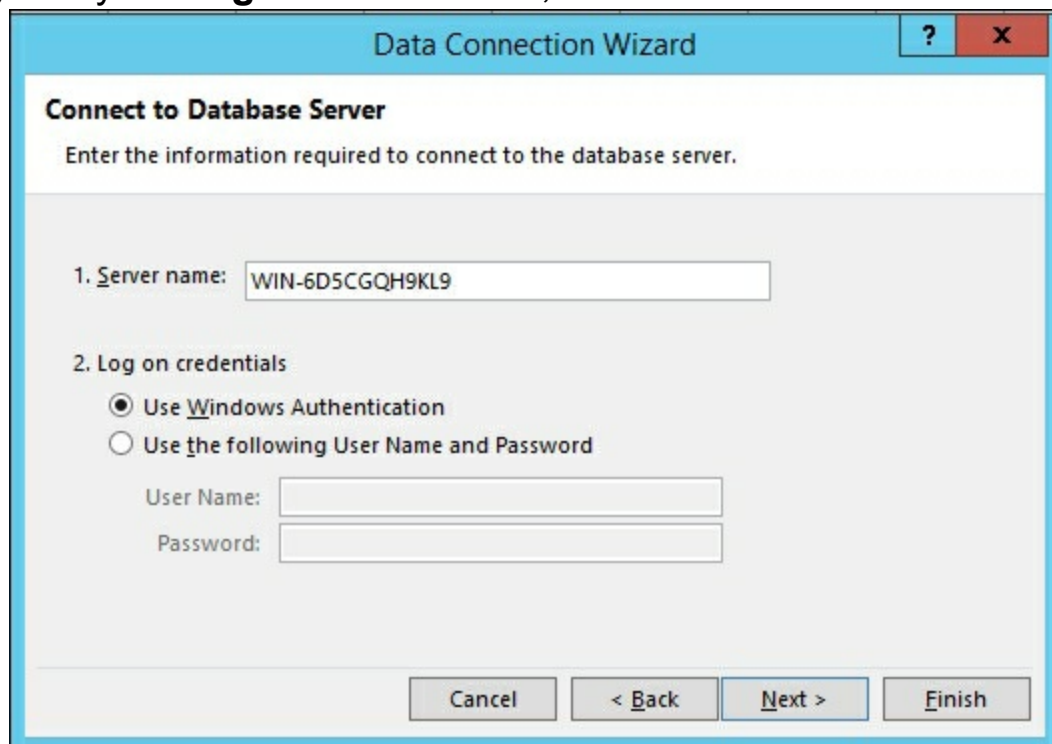 Data Connection Wizard
?
x
Connect to Database Server
Enter the information required to connect to the database server.
1. Server name: WIN-6D5CGQH9KL9
2. Log on credentials
Use Windows Authentication
Use the following User Name and Password
User Name:
Password:
Cancel
< Back
Next >
Finish